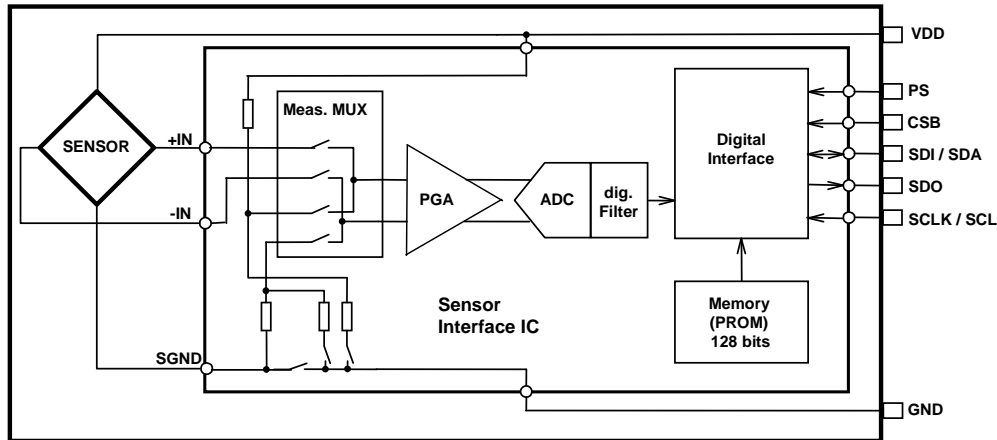 VDD
Meas. MUX
PS
CSB
SDI / SDA
SDO
SCLK / SCL
+IN
SENSOR
-IN
PGA
ADC
dig.
Filter
Digital
Interface
Sensor
Interface IC
Memory
(PROM)
128 bits
SGND
GND